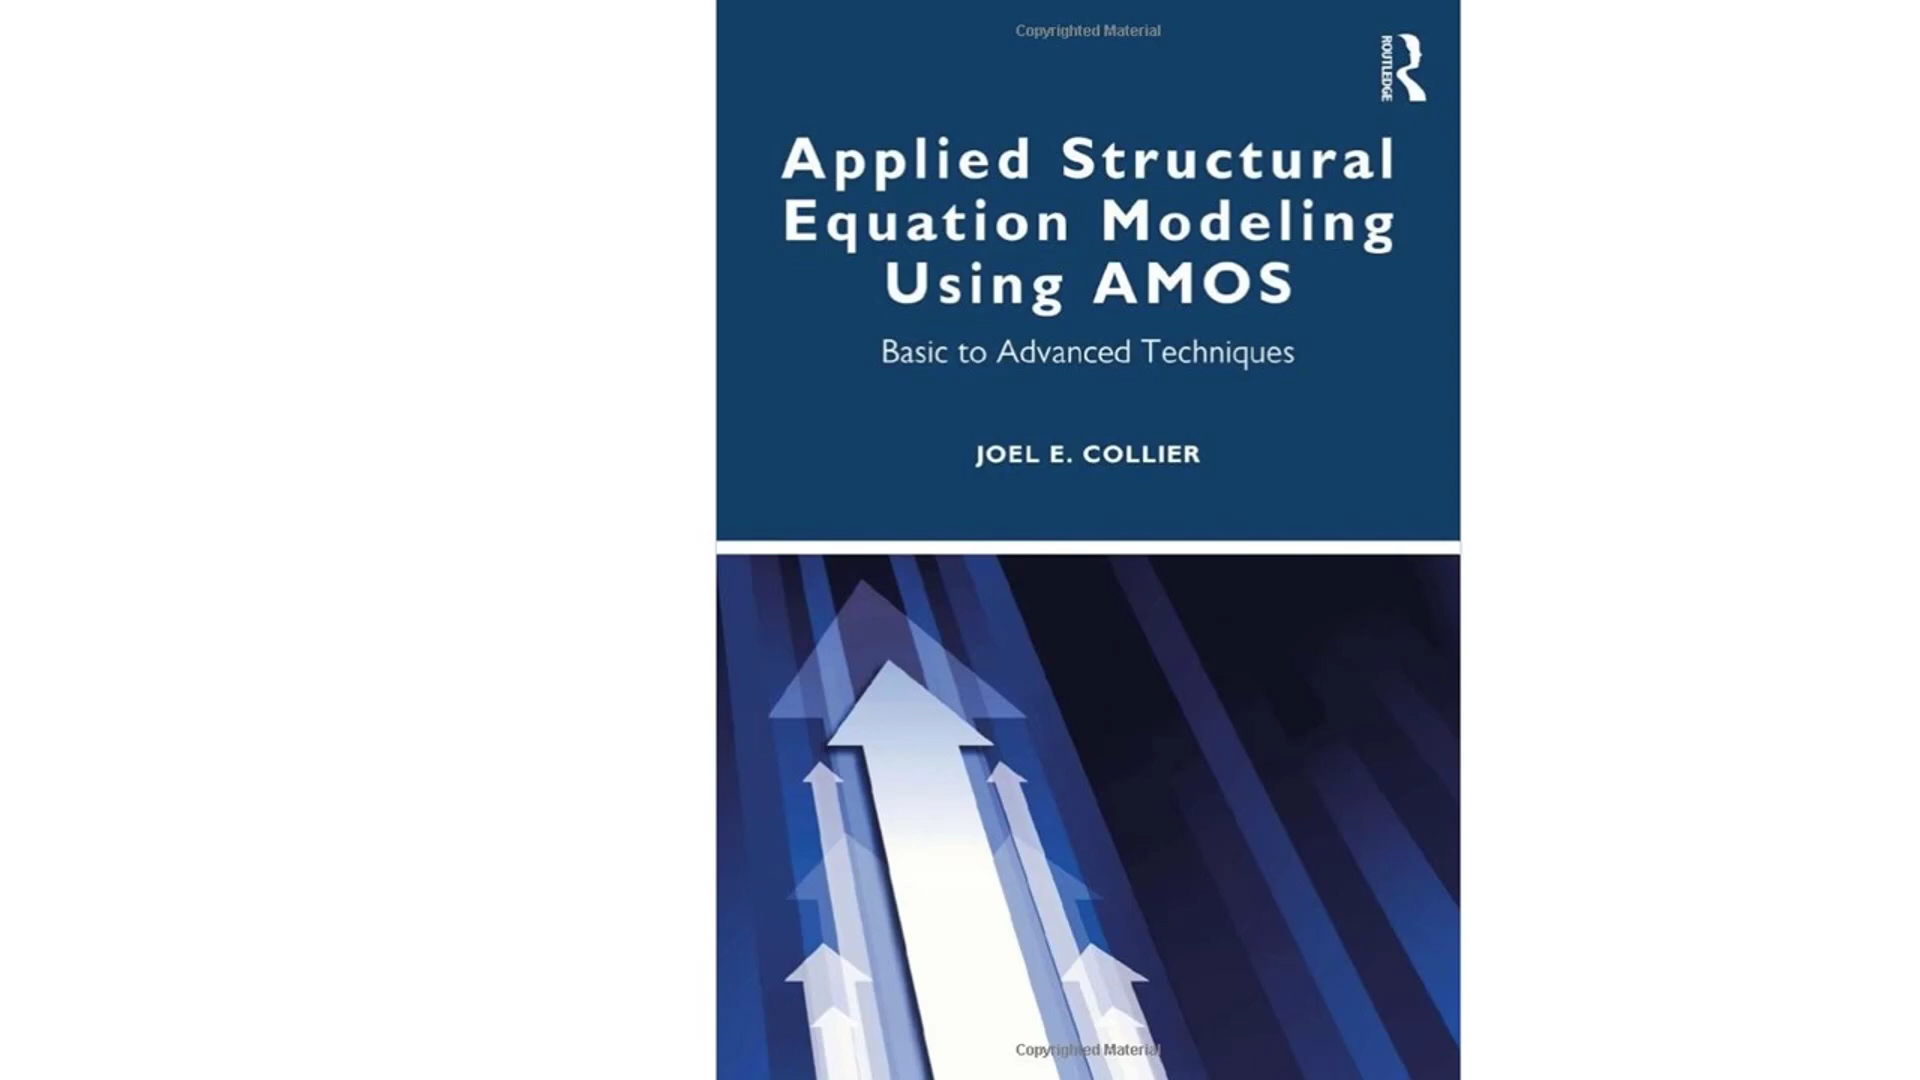 Copyrighted Material
ROUTLEDGE
Applied Structural
Equation Modeling
Using AMOS
Basic to Advanced Techniques
JOEL E. COLLIER
Copyrighted Material